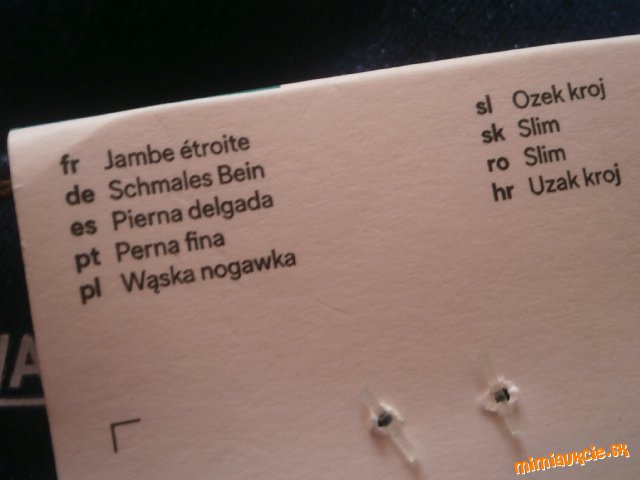 fr Jambe étroite
de Schmales Bein
es Pierna delgada
pt Perna fina
pl Wąska nogawka
sl Ozek kroj
sk Slim
ro Slim
hr Uzak kroj
mimiaukcie.sk